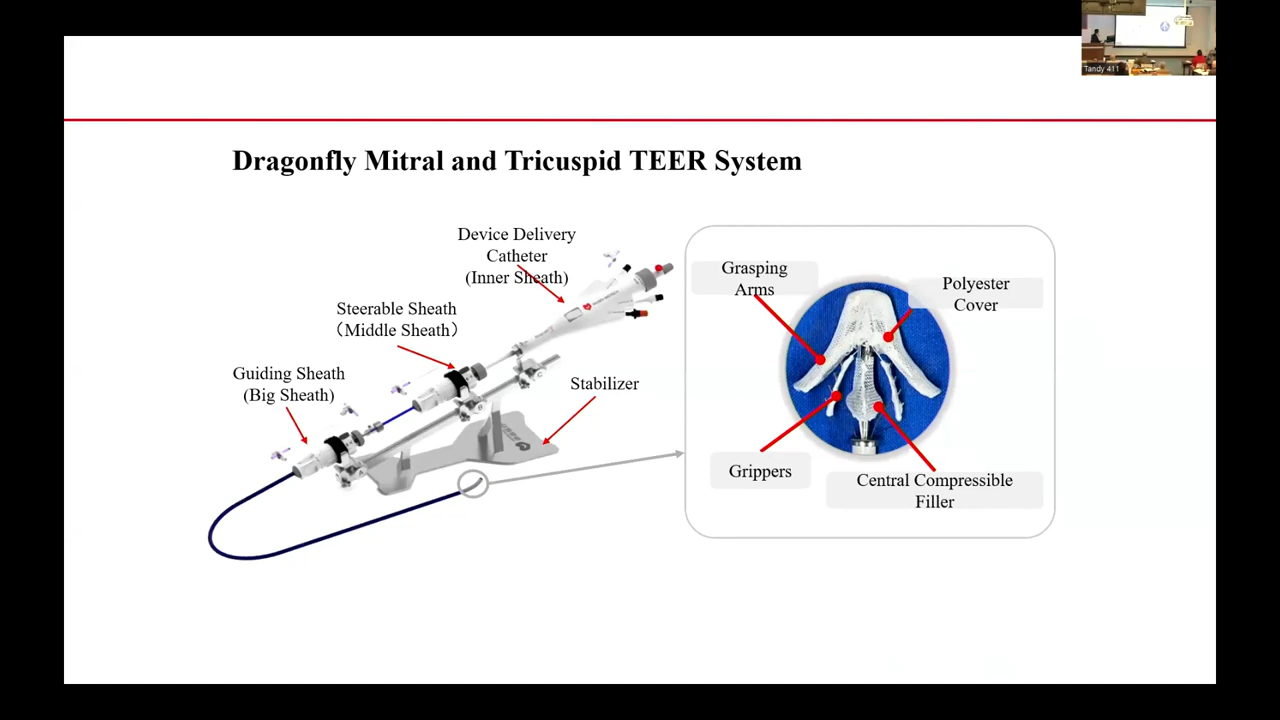 Tandy 411
Dragonfly Mitral and Tricuspid TEER System
Device Delivery
Catheter
(Inner Sheath)
Steerable Sheath
（Middle Sheath）
Guiding Sheath
(Big Sheath)
Stabilizer
Grasping
Arms
Polyester
Cover
Grippers
Central Compressible
Filler